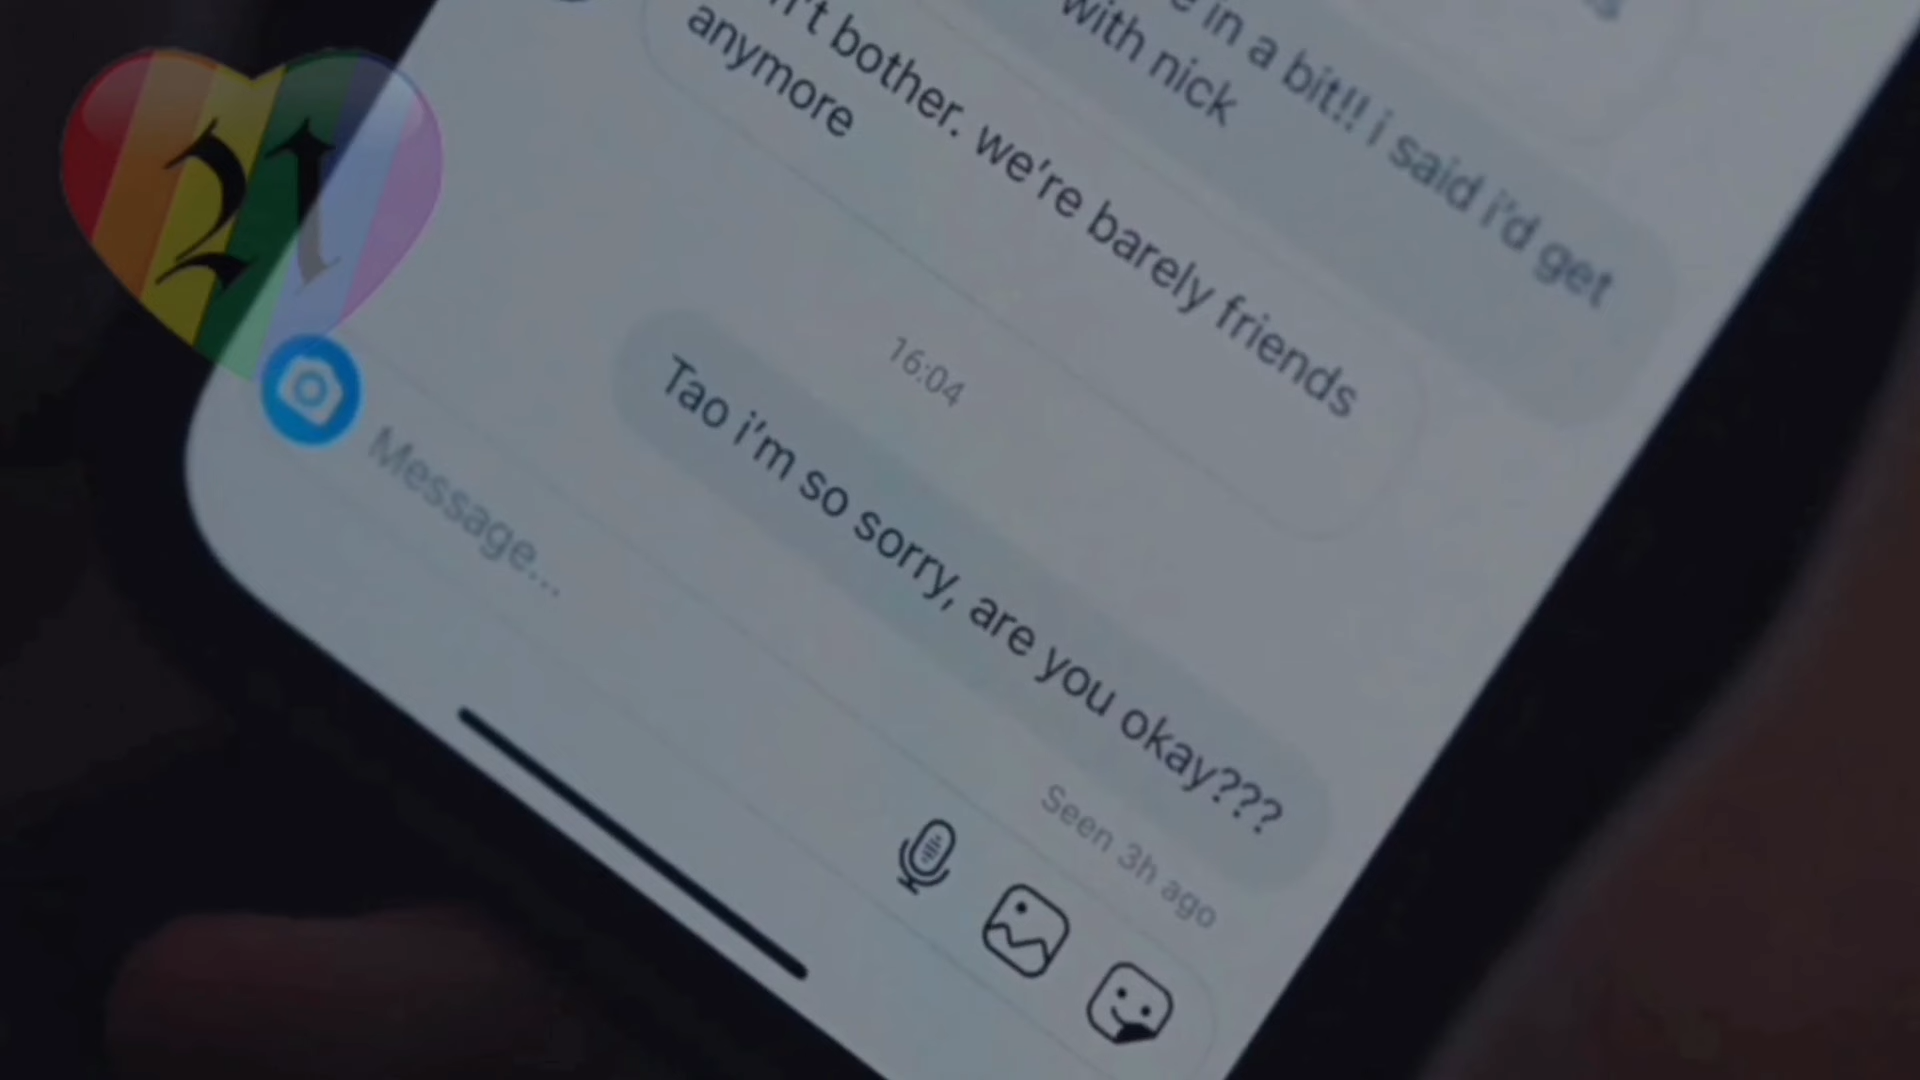 in a bit!! i said i'd get
with nick
bother. we're barely friends
anymore
16:04
Tao i'm so sorry, are you okay???
Seen 3h ago
Message...
21